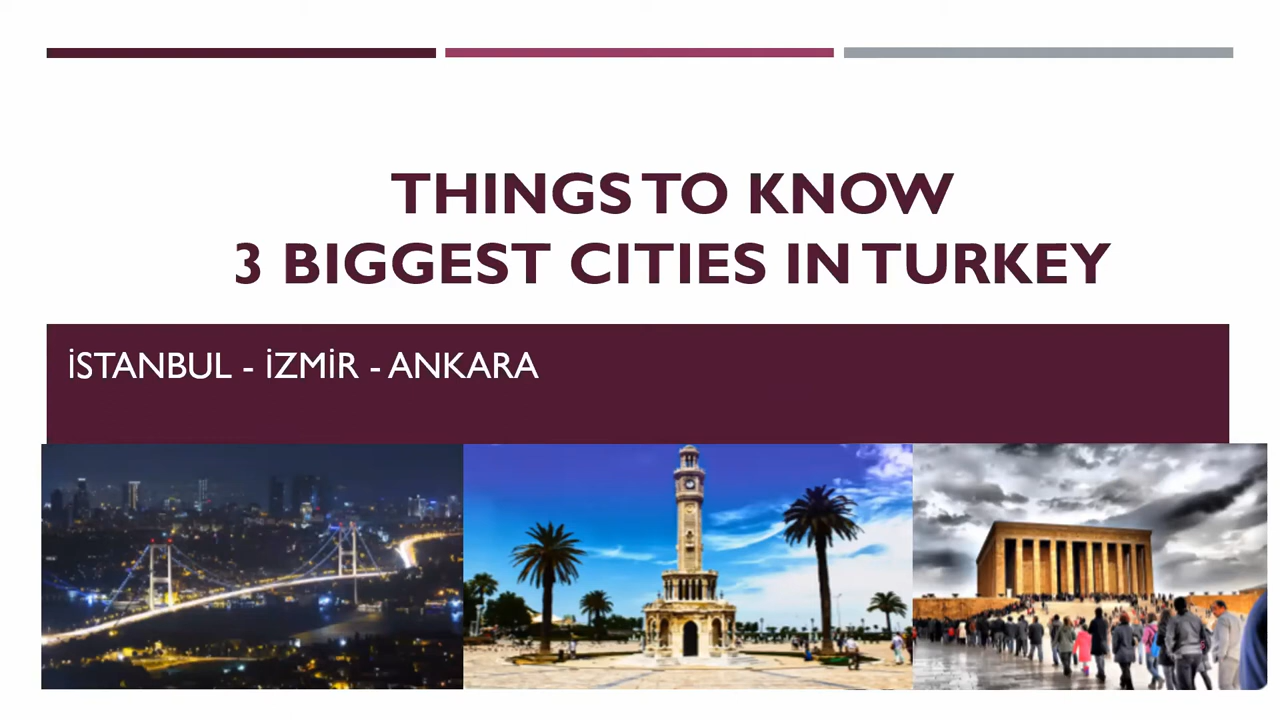 THINGS TO KNOW
3 BIGGEST CITIES IN TURKEY
İSTANBUL - İZMİR - ANKARA